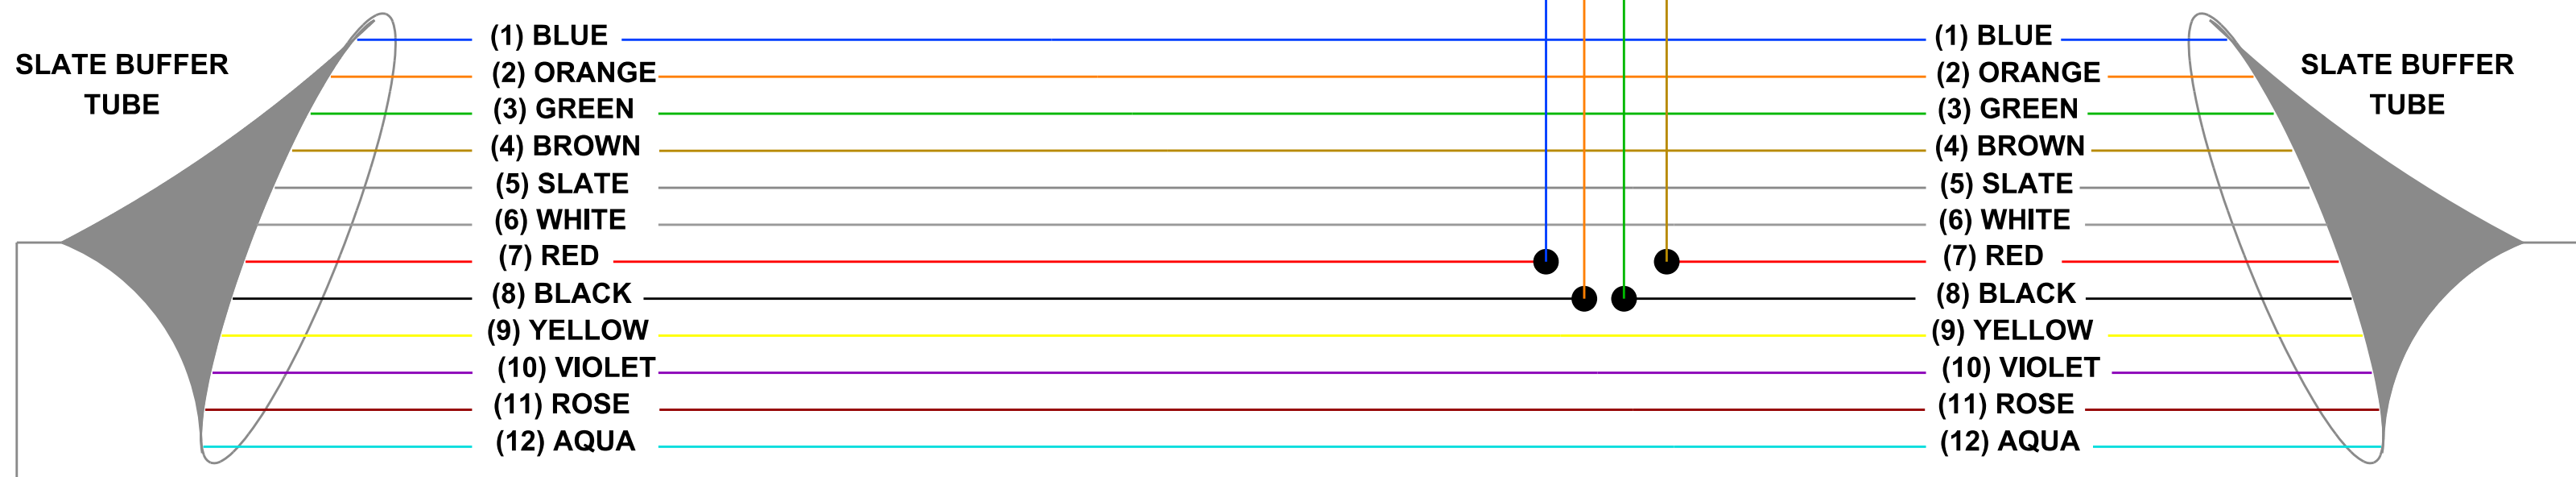 SLATE BUFFER
TUBE
(1) BLUE
(2) ORANGE
(3) GREEN
(4) BROWN
(5) SLATE
(6) WHITE
(7) RED
(8) BLACK
(9) YELLOW
(10) VIOLET
(11) ROSE
(12) AQUA
(1) BLUE
(2) ORANGE
(3) GREEN
(4) BROWN
(5) SLATE
(6) WHITE
(7) RED
(8) BLACK
(9) YELLOW
(10) VIOLET
(11) ROSE
(12) AQUA
SLATE BUFFER
TUBE